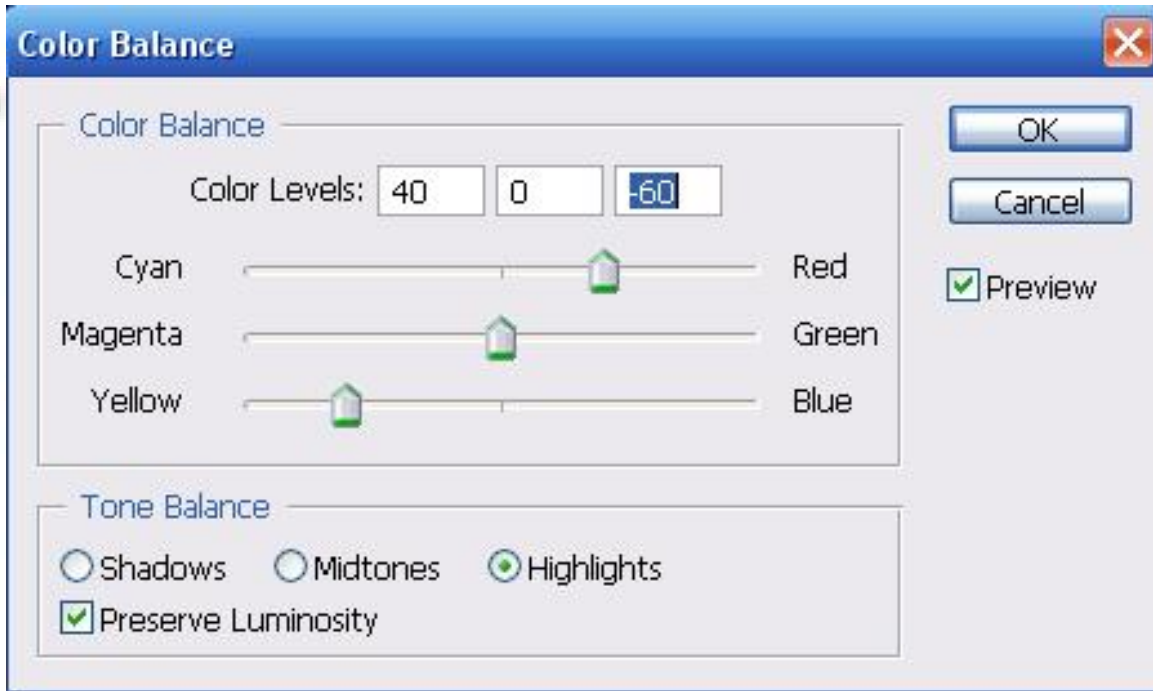 Color Balance
Color Balance
OK
Color Levels: 40 0 -60
Cancel
Cyan Red
Preview
Magenta Green
Yellow Blue
Tone Balance
Shadows Midtones Highlights
Preserve Luminosity